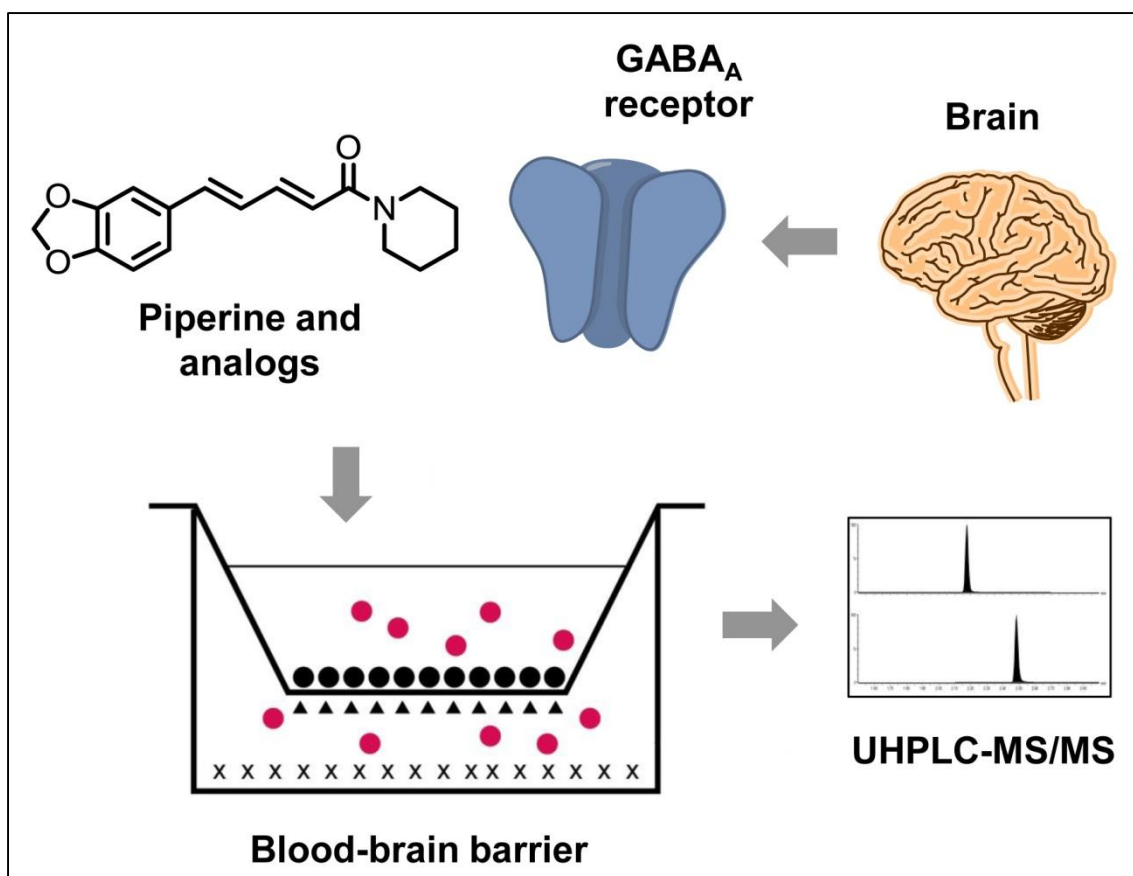 GABAA
receptor
Brain
O
O
O
N
Piperine and
analogs
x x x x x x x x x x x x x x x x
UHPLC-MS/MS
Blood-brain barrier